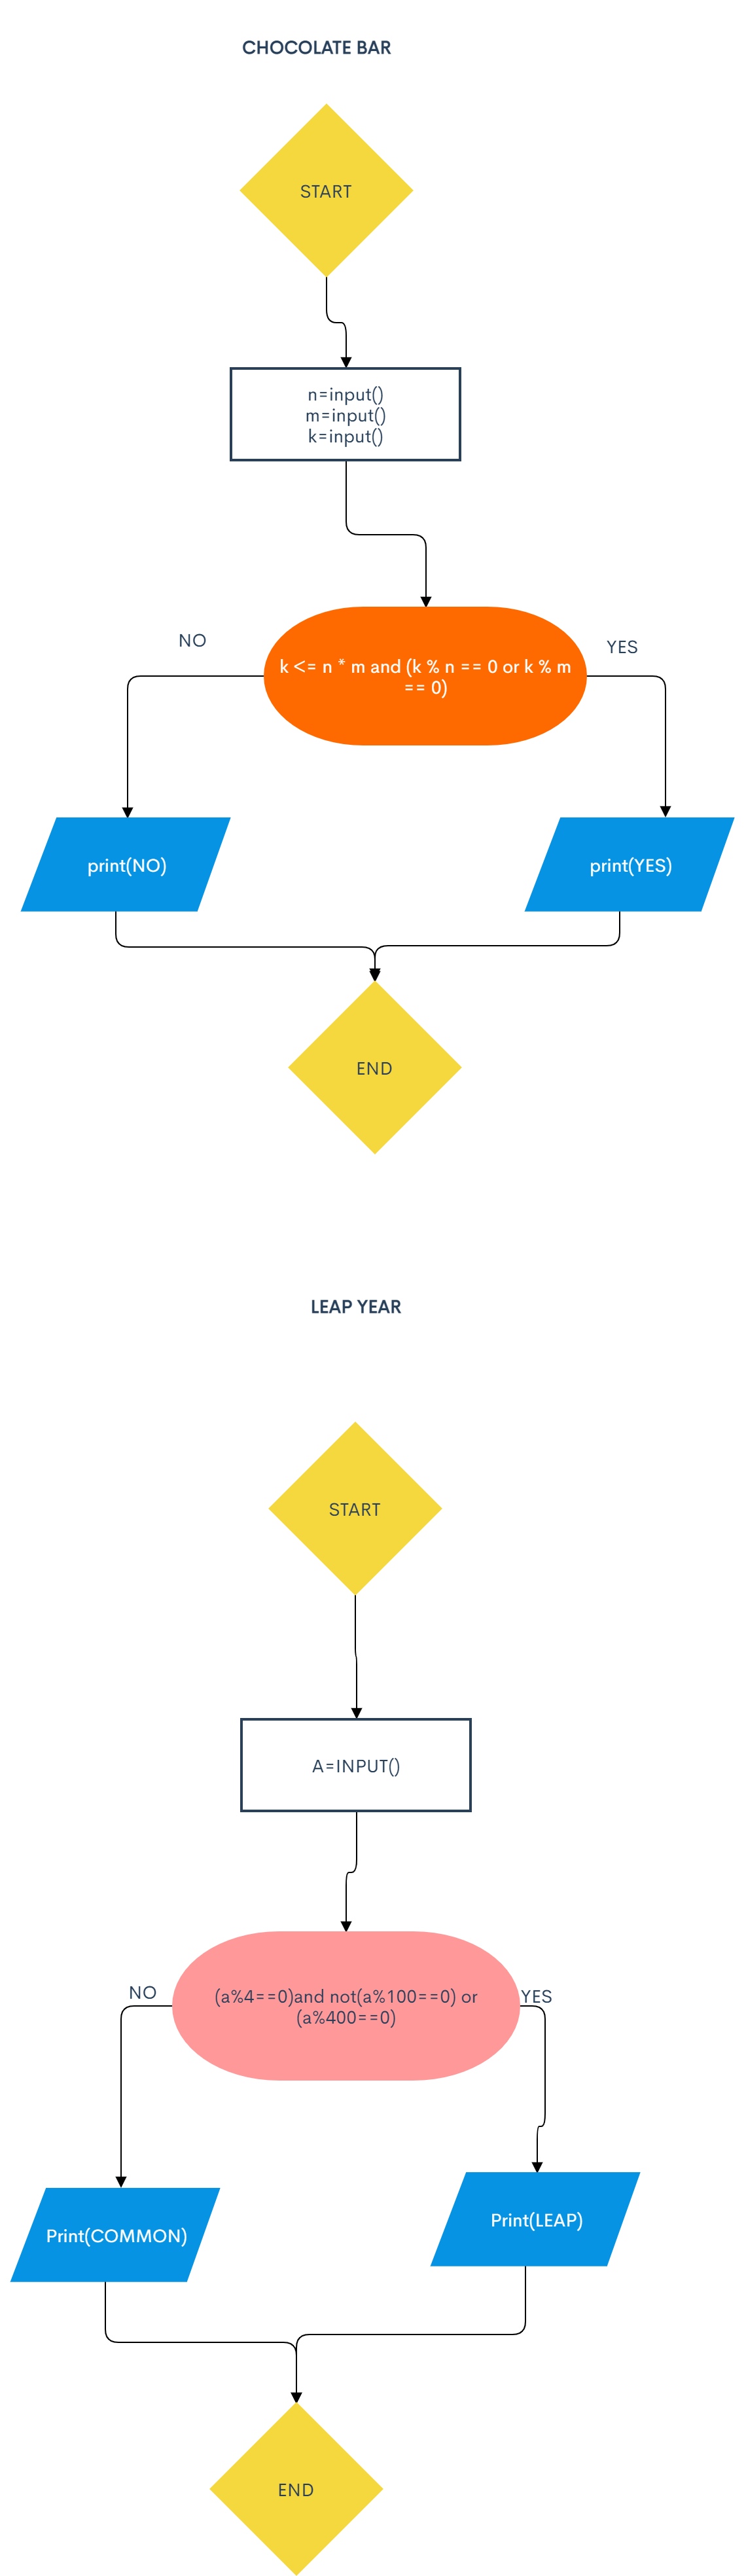 CHOCOLATE BAR
START
n=input()
m=input()
k=input()
NO
YES
k <= n * m and (k % n == 0 or k % m
== 0)
print(NO)
print(YES)
END
LEAP YEAR
START
A=INPUT()
NO
YES
(a%4==0)and not(a%100==0) or
(a%400==0)
Print(COMMON)
Print(LEAP)
END